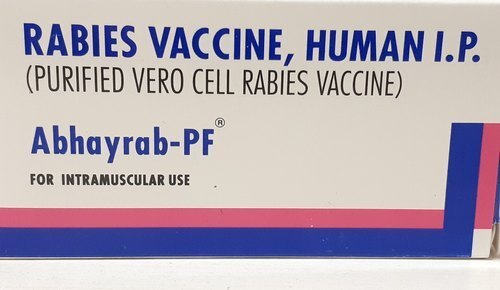 RABIES VACCINE, HUMAN I.P.
(PURIFIED VERO CELL RABIES VACCINE)
Abhayrab-PF®
FOR INTRAMUSCULAR USE